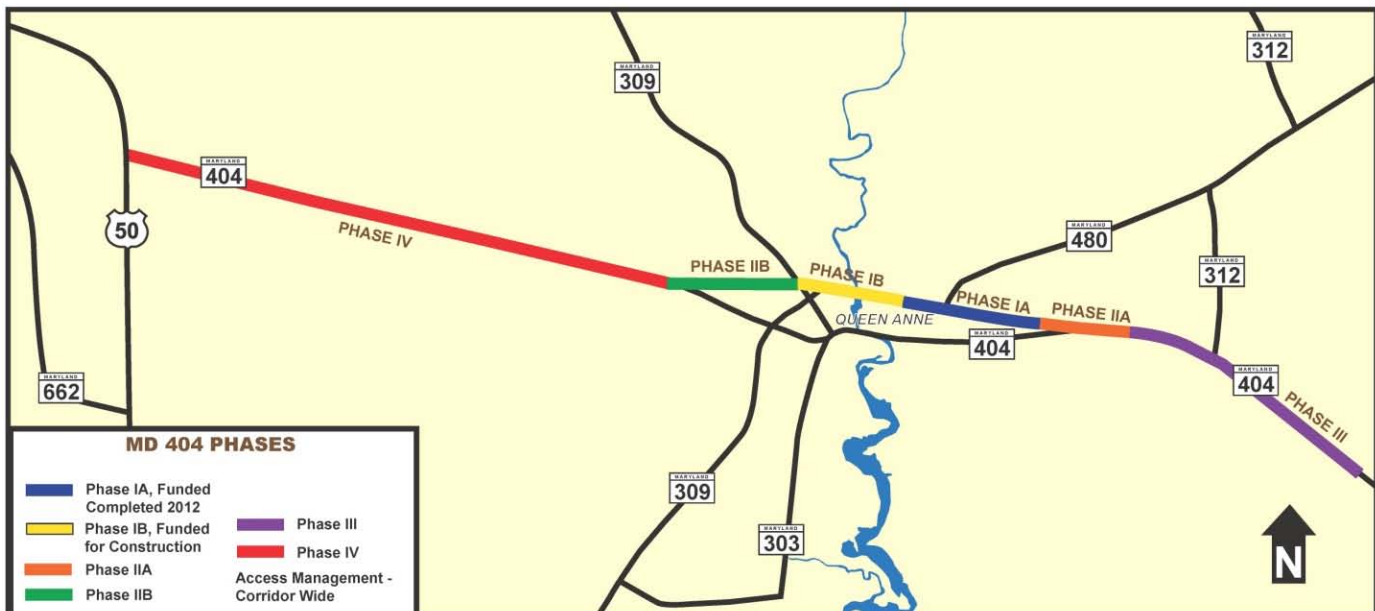 MARYLAND
312
MARYLAND
309
MARYLAND
404
50
PHASE IV
MARYLAND
480
MARYLAND
312
PHASE IIB
PHASE IB
PHASE IA
PHASE IIA
QUEEN ANNE
MARYLAND
404
MARYLAND
404
PHASE III
MARYLAND
662
MARYLAND
309
MARYLAND
303
N
MD 404 PHASES
Phase IA, Funded
Completed 2012
Phase IB, Funded
for Construction
Phase IIA
Phase IIB
Phase III
Phase IV
Access Management -
Corridor Wide